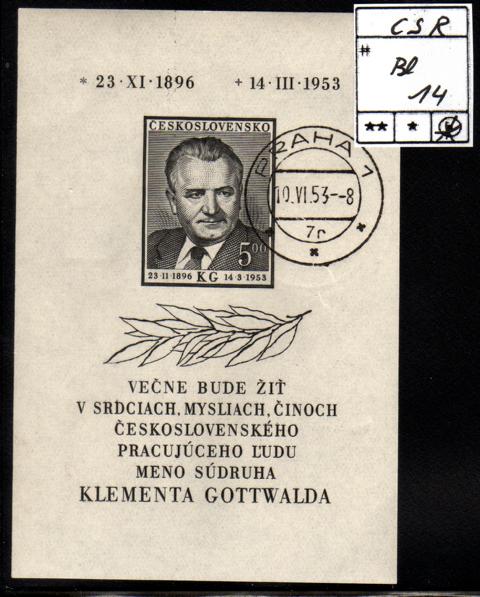 CSR
# Bl
14
** *
* 23·XI·1896 + 14·III·1953
ČESKOSLOVENSKO
5.00
23·11·1896 KG 14·3·1953
PRAHA 1
10.VI.53--8
7r
VEČNE BUDE ŽIŤ
V SRDCIACH, MYSLIACH, ČINOCH
ČESKOSLOVENSKÉHO
PRACUJÚCEHO ĽUDU
MENO SÚDRUHA
KLEMENTA GOTTWALDA